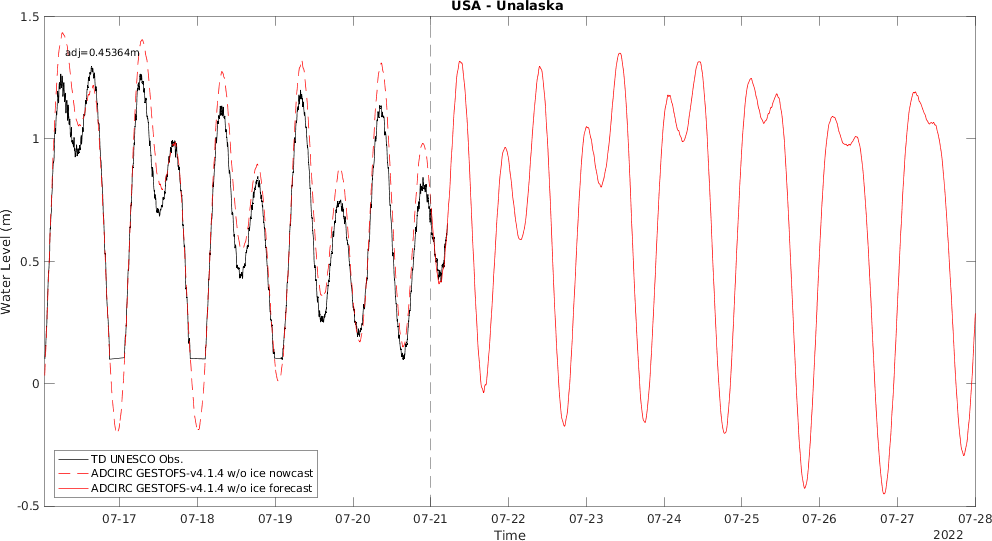 USA - Unalaska
1.5
adj=0.45364m
1
0.5
0
-0.5
Water Level (m)
TD UNESCO Obs.
ADCIRC GESTOFS-v4.1.4 w/o ice nowcast
ADCIRC GESTOFS-v4.1.4 w/o ice forecast
07-17 07-18 07-19 07-20 07-21 07-22 07-23 07-24 07-25 07-26 07-27 07-28
Time
2022